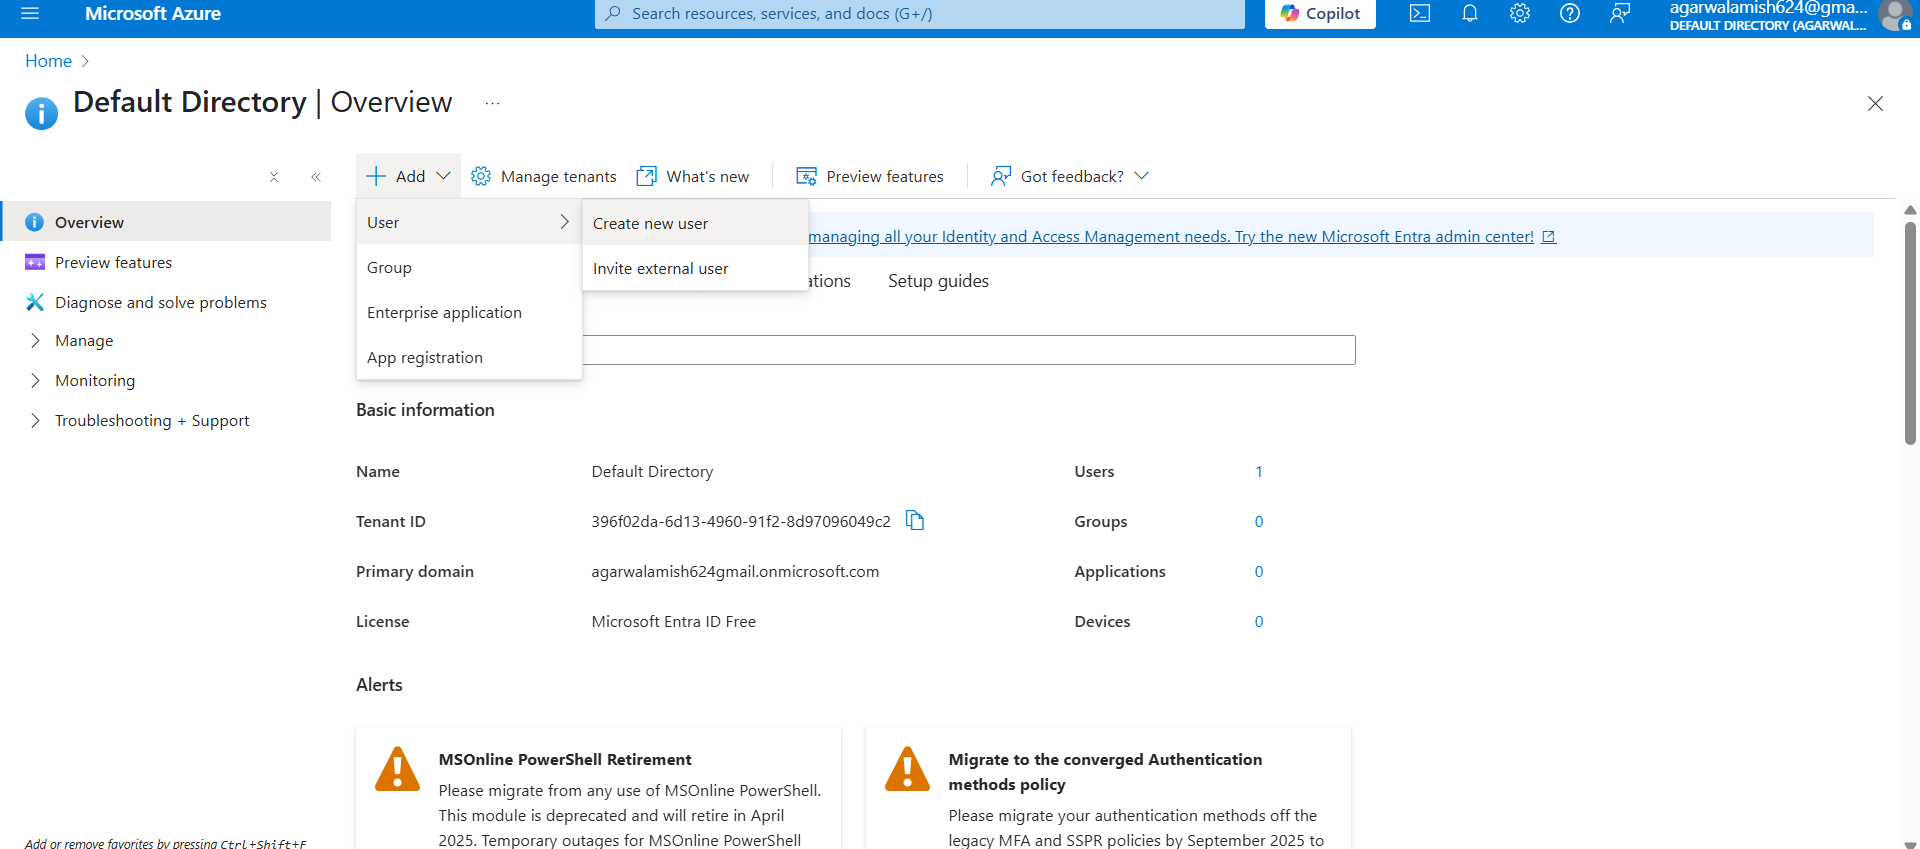 Microsoft Azure
Search resources, services, and docs (G+/)
Copilot
agarwalamish624@gma...
DEFAULT DIRECTORY (AGARWAL...
Home
Default Directory | Overview
...
Add
Manage tenants
What's new
Preview features
Got feedback?
Overview
Preview features
Diagnose and solve problems
Manage
Monitoring
Troubleshooting + Support
User
Group
Enterprise application
App registration
Create new user
Invite external user
managing all your Identity and Access Management needs. Try the new Microsoft Entra admin center!
ations
Setup guides
Basic information
Name Default Directory Users 1
Tenant ID 396f02da-6d13-4960-91f2-8d97096049c2 Groups 0
Primary domain agarwalamish624gmail.onmicrosoft.com Applications 0
License Microsoft Entra ID Free Devices 0
Alerts
MSOnline PowerShell Retirement
Please migrate from any use of MSOnline PowerShell.
This module is deprecated and will retire in April
2025. Temporary outages for MSOnline PowerShell
Migrate to the converged Authentication
methods policy
Please migrate your authentication methods off the
legacy MFA and SSPR policies by September 2025 to
Add or remove favorites by pressing Ctrl+Shift+F